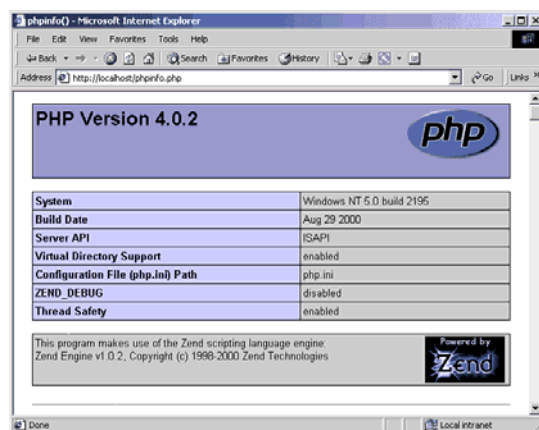 phpinfo() - Microsoft Internet Explorer
File Edit View Favorites Tools Help
Back Search Favorites History
Address http://localhost/phpinfo.php Go Links »
PHP Version 4.0.2
php
System Windows NT 5.0 build 2195
Build Date Aug 29 2000
Server API ISAPI
Virtual Directory Support enabled
Configuration File (php.ini) Path php.ini
ZEND_DEBUG disabled
Thread Safety enabled
This program makes use of the Zend scripting language engine:
Zend Engine v1.0.2, Copyright (c) 1998-2000 Zend Technologies
Powered by
Zend
Done Local intranet